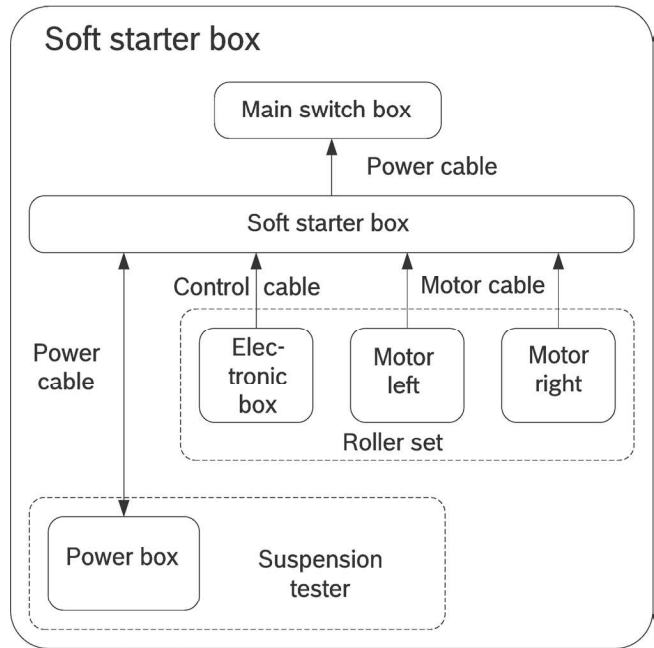 Soft starter box
Main switch box
Power cable
Soft starter box
Control cable
Motor cable
Power
cable
Elec-
tronic
box
Motor
left
Motor
right
Roller set
Power box
Suspension
tester